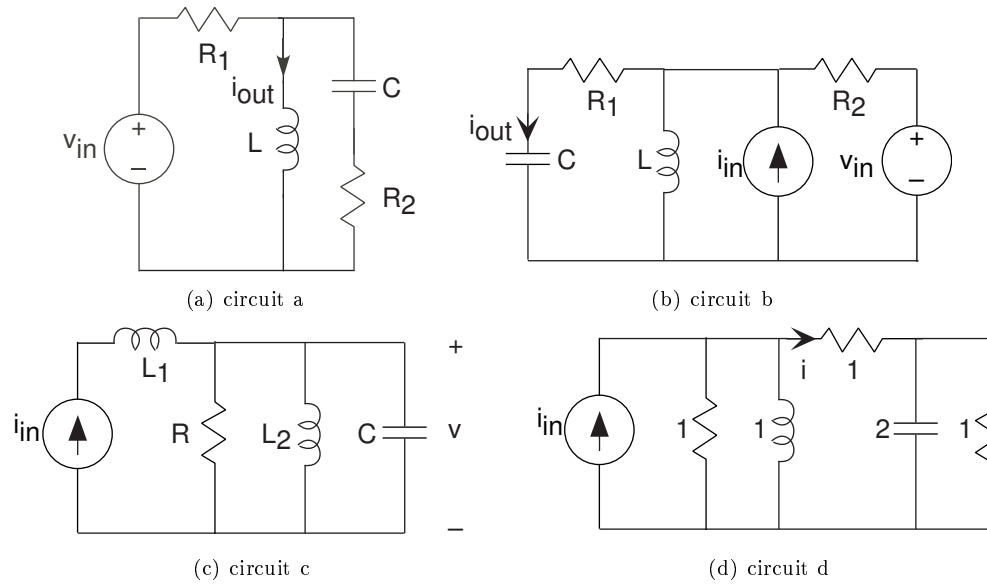 R1
iout
C
vin
+
−
L
R2
(a) circuit a
R1
R2
iout
C
L
iin
vin
+
−
(b) circuit b
L1
+
iin
R
L2
C
v
−
(c) circuit c
i
1
iin
1
1
2
1
(d) circuit d